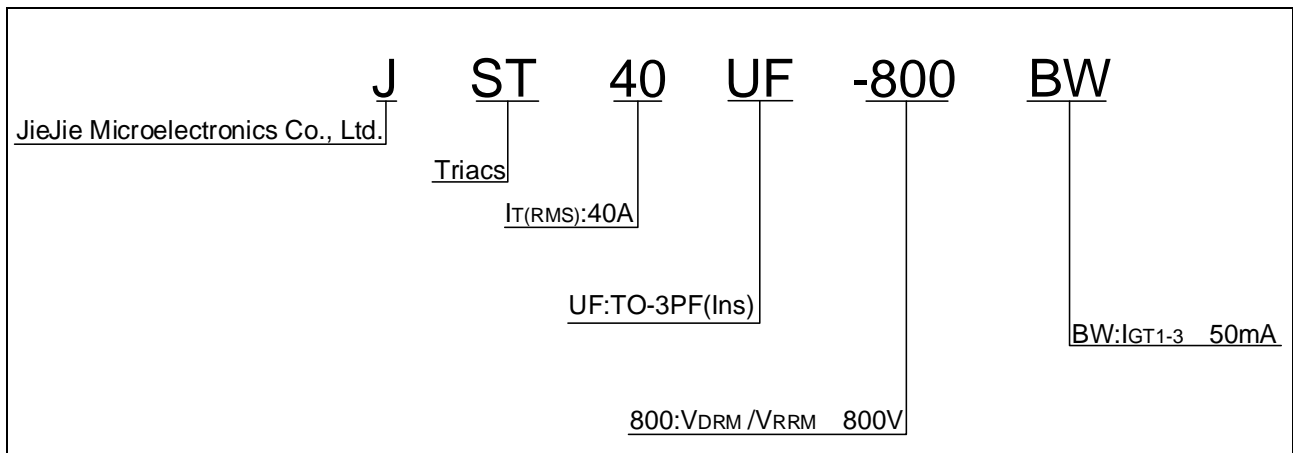 J ST 40 UF -800 BW
JieJie Microelectronics Co., Ltd.
Triacs
IT(RMS):40A
UF:TO-3PF(Ins)
BW:IGT1-3 50mA
800:VDRM /VRRM 800V